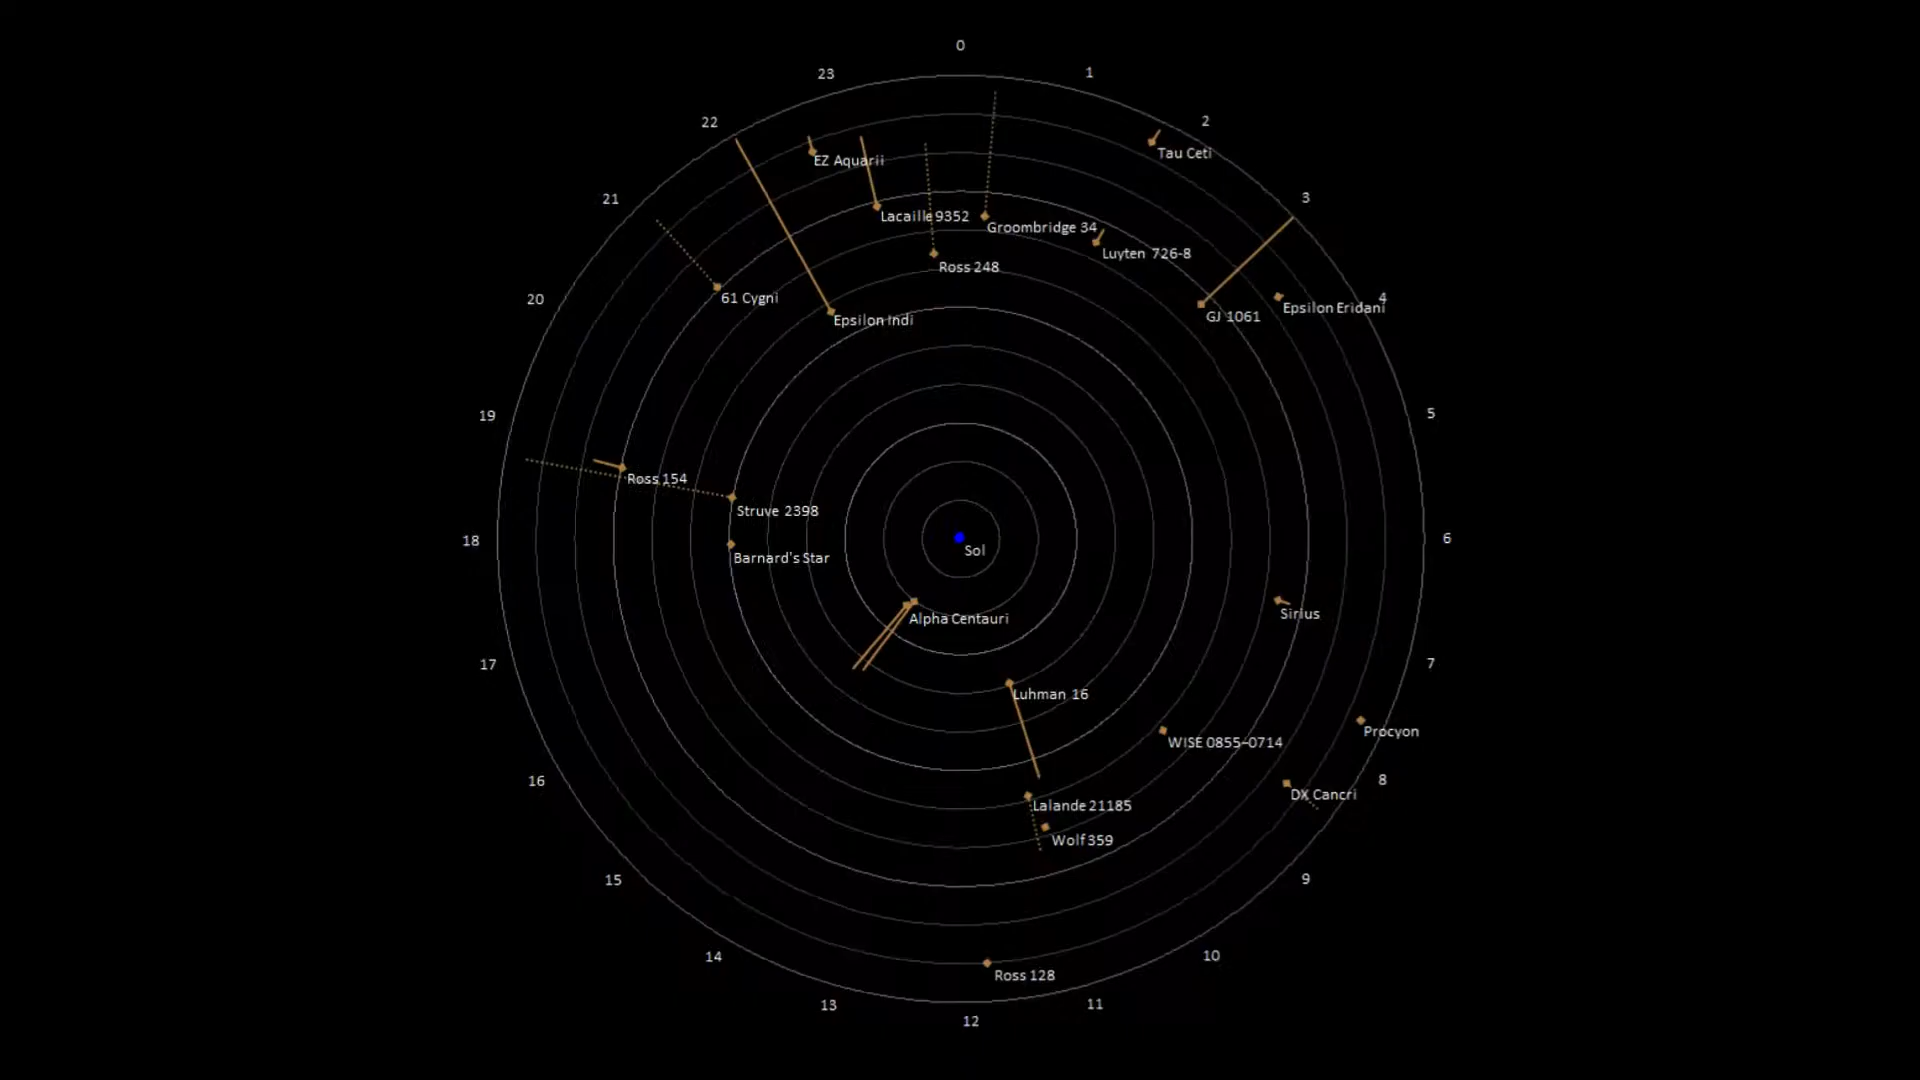 0
23
1
22
2
EZ Aquarii
Tau Ceti
21
3
Lacaille 9352
Groombridge 34
Luyten 726-8
Ross 248
20
61 Cygni
4
Epsilon Eridani
GJ 1061
Epsilon Indi
19
5
Ross 154
Struve 2398
18
6
Sol
Barnard's Star
Sirius
Alpha Centauri
17
7
Luhman 16
Procyon
WISE 0855−0714
16
8
DX Cancri
Lalande 21185
Wolf 359
15
9
14
10
Ross 128
13
11
12